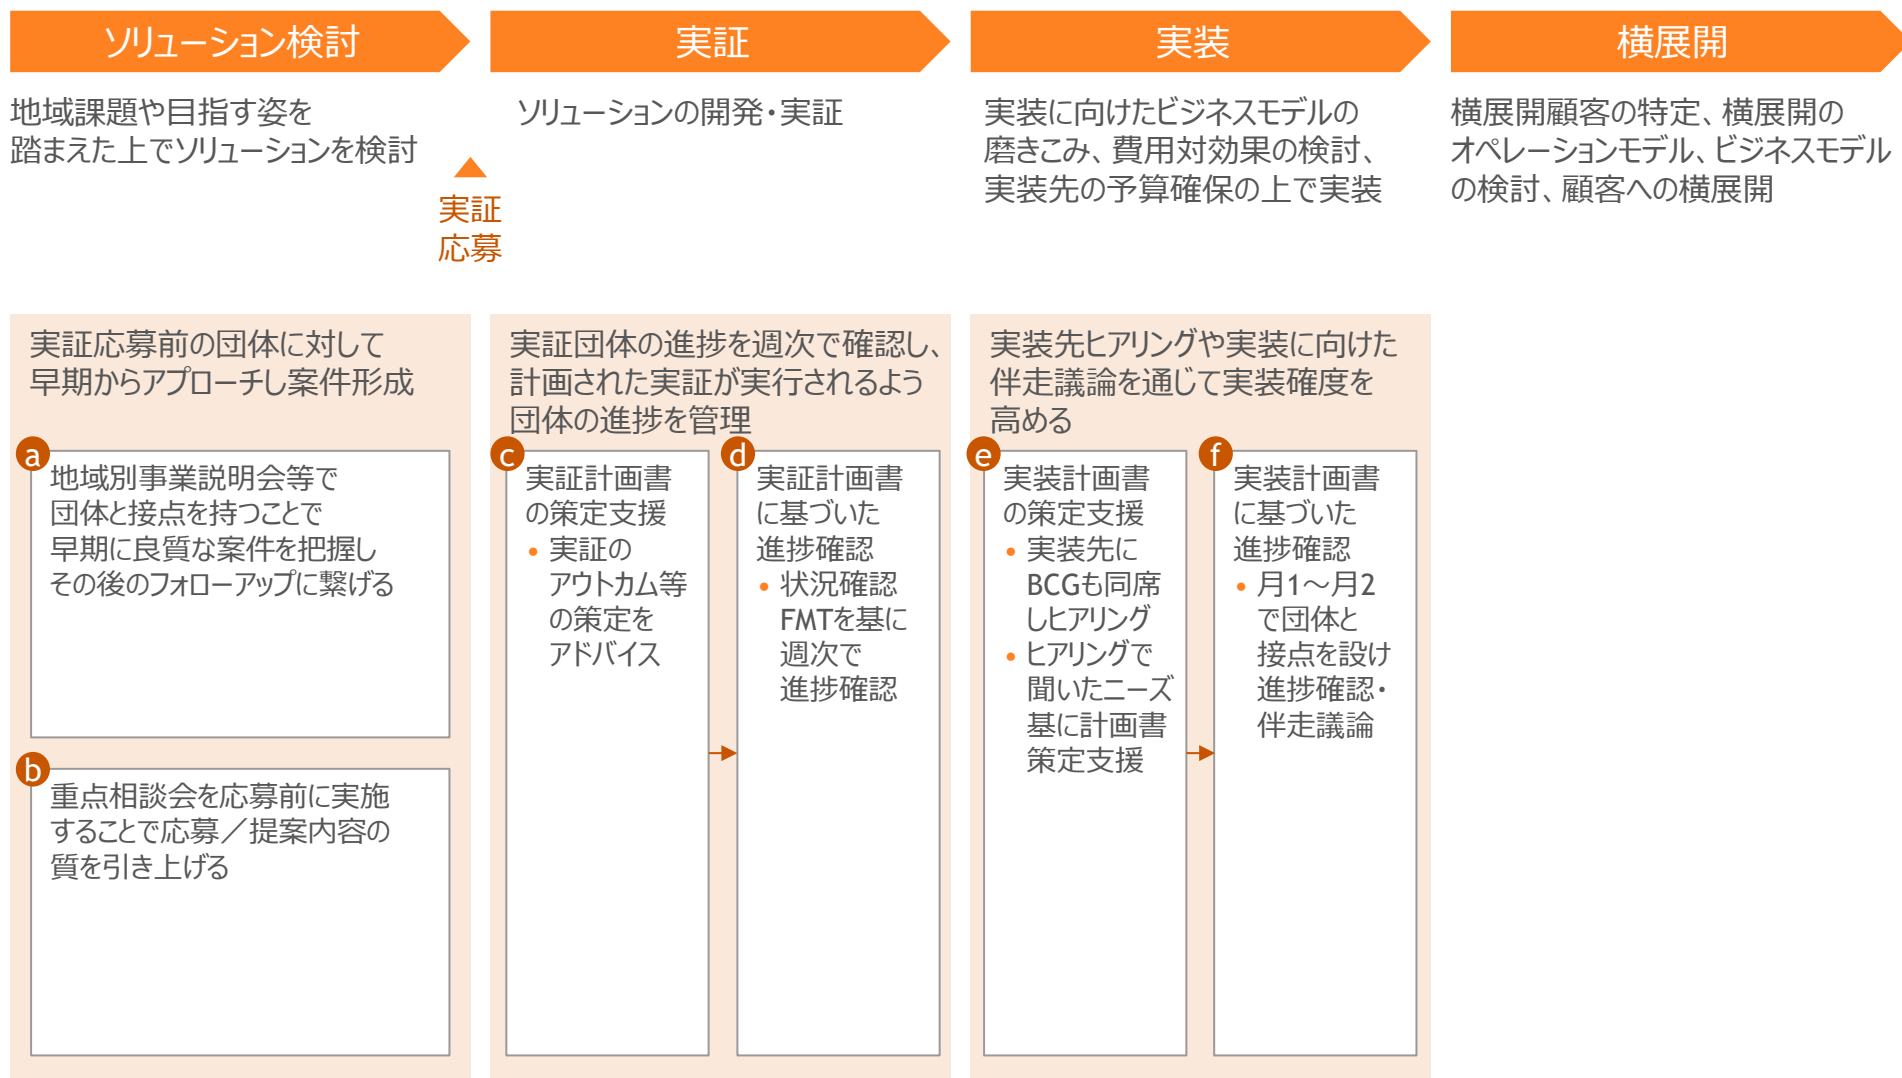 ソリューション検討
実証
実装
横展開
地域課題や目指す姿を
踏まえた上でソリューションを検討
ソリューションの開発・実証
実装に向けたビジネスモデルの
磨きこみ、費用対効果の検討、
実装先の予算確保の上で実装
横展開顧客の特定、横展開の
オペレーションモデル、ビジネスモデル
の検討、顧客への横展開
実証
応募
実証応募前の団体に対して
早期からアプローチし案件形成
a
地域別事業説明会等で
団体と接点を持つことで
早期に良質な案件を把握し
その後のフォローアップに繋げる
b
重点相談会を応募前に実施
することで応募／提案内容の
質を引き上げる
実証団体の進捗を週次で確認し、
計画された実証が実行されるよう
団体の進捗を管理
c
実証計画書
の策定支援
• 実証の
アウトカム等
の策定を
アドバイス
d
実証計画書
に基づいた
進捗確認
• 状況確認
FMTを基に
週次で
進捗確認
実装先ヒアリングや実装に向けた
伴走議論を通じて実装確度を
高める
e
実装計画書
の策定支援
• 実装先に
BCGも同席
しヒアリング
• ヒアリングで
聞いたニーズ
基に計画書
策定支援
f
実装計画書
に基づいた
進捗確認
• 月1～月2
で団体と
接点を設け
進捗確認・
伴走議論